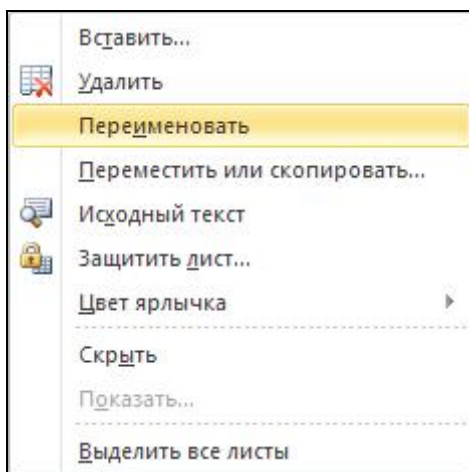 Вставить...
Удалить
Переименовать
Переместить или скопировать...
Исходный текст
Защитить лист...
Цвет ярлычка
Скрыть
Показать...
Выделить все листы